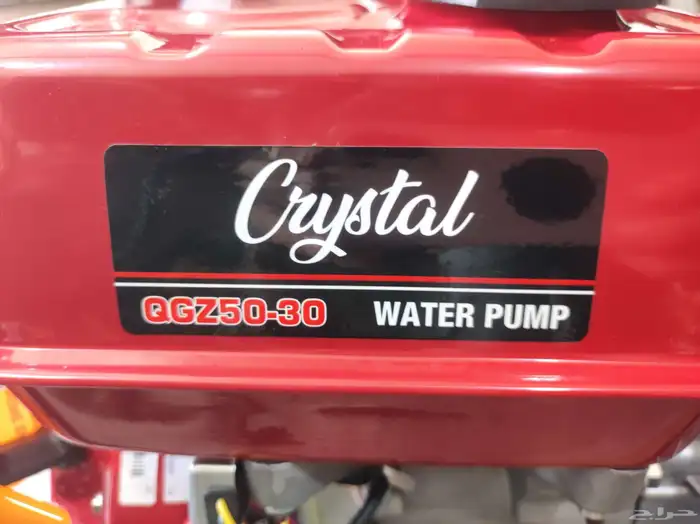 Crystal
QGZ50-30 WATER PUMP
حراج